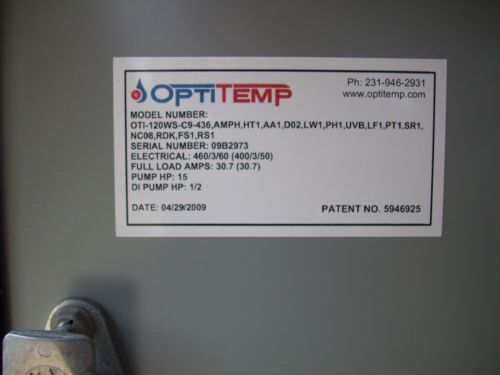 OPTITEMP
Ph: 231-946-2931
www.optitemp.com
MODEL NUMBER:
OTI-120WS-C9-436,AMPH,HT1,AA1,D02,LW1,PH1,UVB,LF1,PT1,SR1,
NC08,RDK,FS1,RS1
SERIAL NUMBER: 09B2973
ELECTRICAL: 460/3/60 (400/3/50)
FULL LOAD AMPS: 30.7 (30.7)
PUMP HP: 15
DI PUMP HP: 1/2
DATE: 04/29/2009
PATENT NO. 5946925